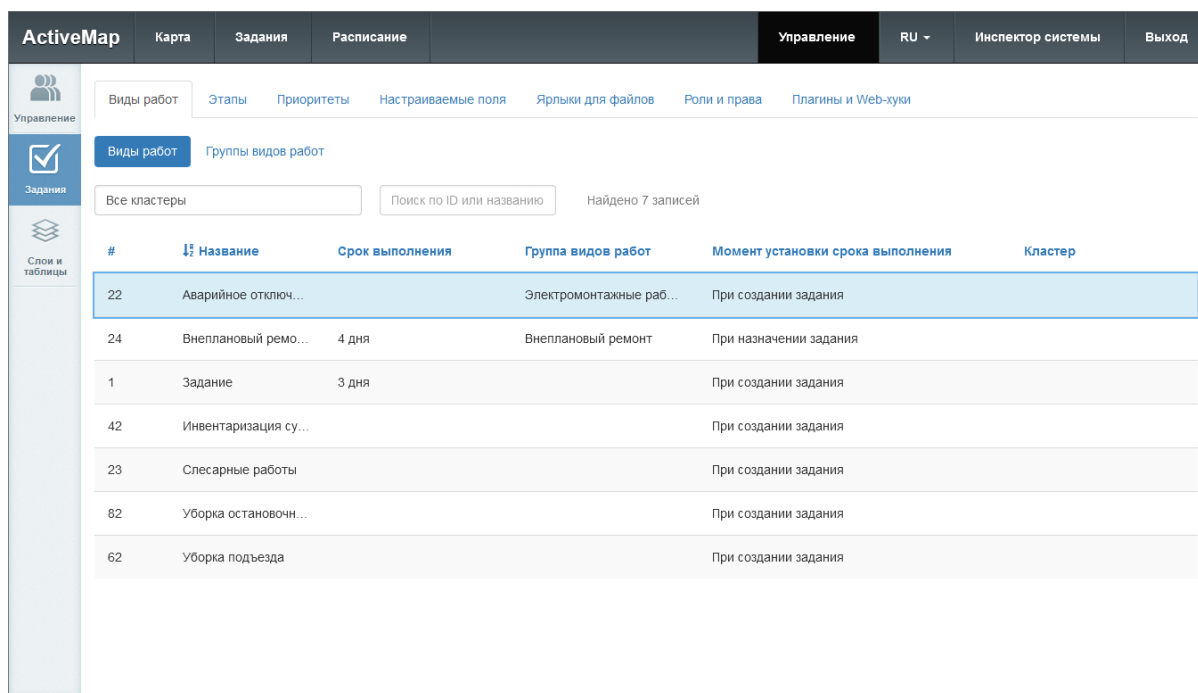 ActiveMap Карта Задания Расписание Управление RU Инспектор системы Выход
Управление
Задания
Слои и
таблицы
Виды работ Этапы Приоритеты Настраиваемые поля Ярлыки для файлов Роли и права Плагины и Web-хуки
Виды работ Группы видов работ
Все кластеры Поиск по ID или названию Найдено 7 записей
# Название Срок выполнения Группа видов работ Момент установки срока выполнения Кластер
22 Аварийное отключ... Электромонтажные раб... При создании задания
24 Внеплановый ремо... 4 дня Внеплановый ремонт При назначении задания
1 Задание 3 дня При создании задания
42 Инвентаризация су... При создании задания
23 Слесарные работы При создании задания
82 Уборка остановочн... При создании задания
62 Уборка подъезда При создании задания